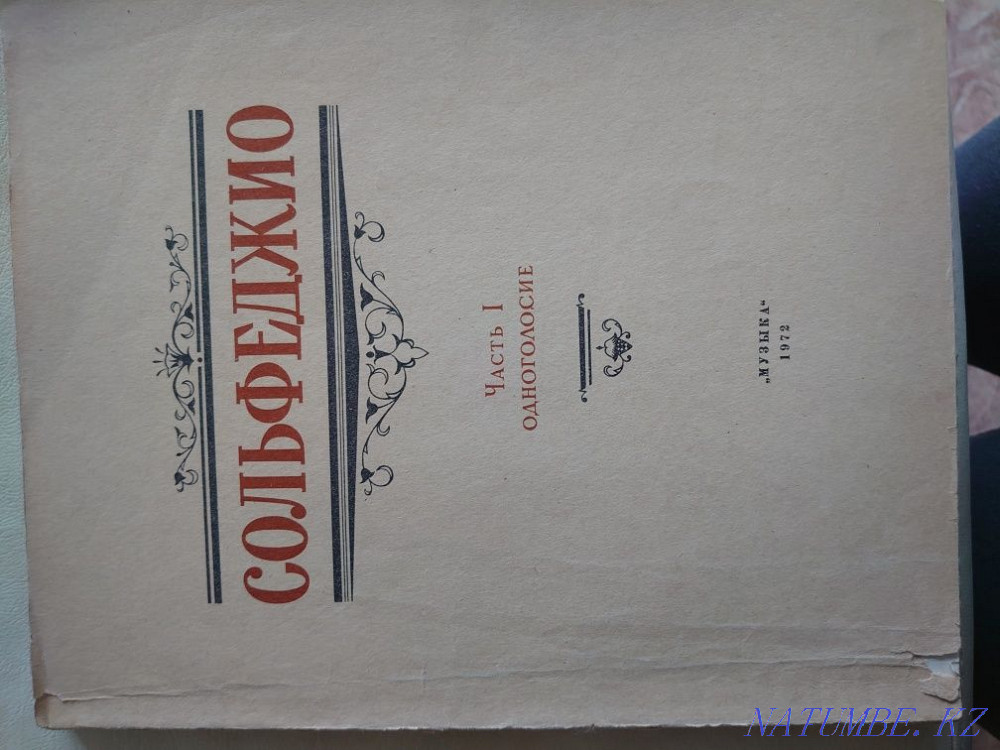 СОЛЬФЕДЖИО
Часть I
одноголосие
„МУЗЫКА“
1972
NATUMBE. KZ